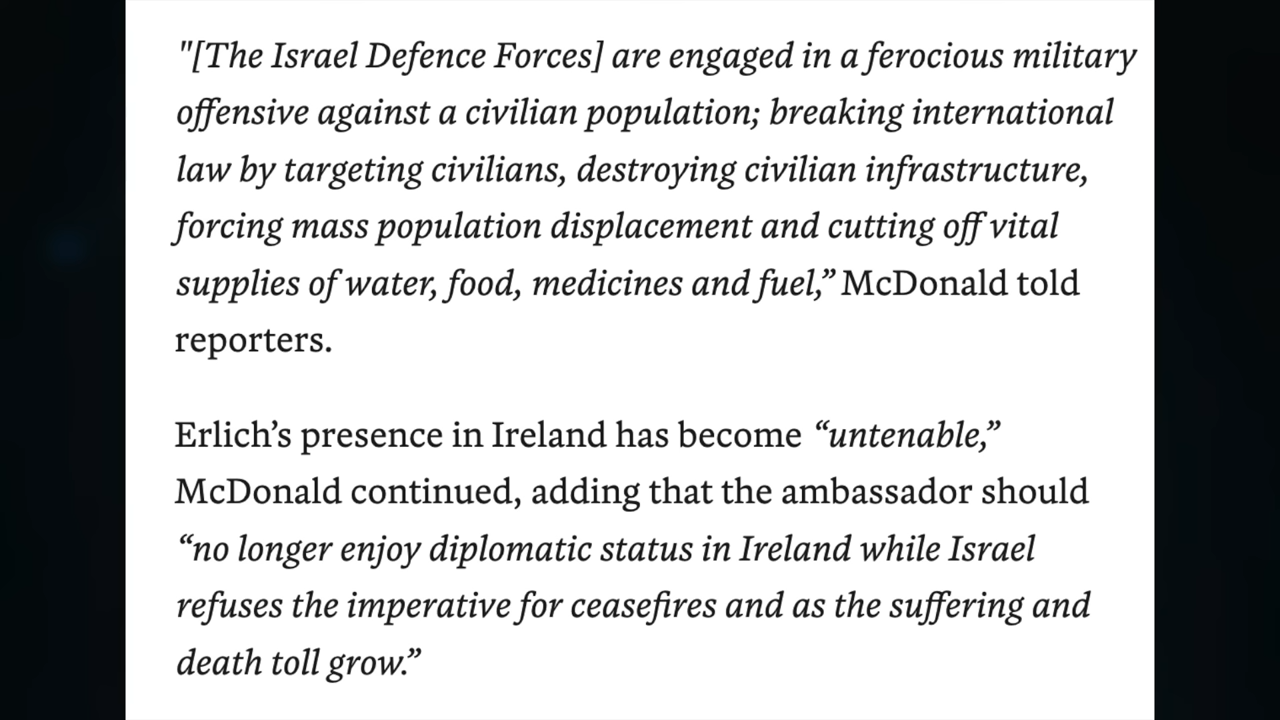 "[The Israel Defence Forces] are engaged in a ferocious military
offensive against a civilian population; breaking international
law by targeting civilians, destroying civilian infrastructure,
forcing mass population displacement and cutting off vital
supplies of water, food, medicines and fuel,” McDonald told
reporters.
Erlich’s presence in Ireland has become “untenable,”
McDonald continued, adding that the ambassador should
“no longer enjoy diplomatic status in Ireland while Israel
refuses the imperative for ceasefires and as the suffering and
death toll grow.”